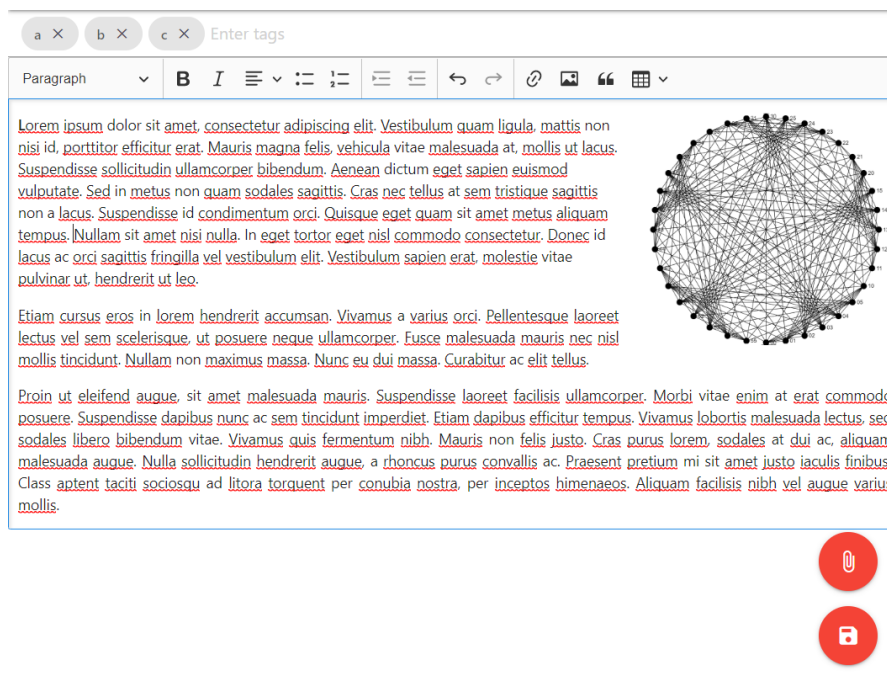 a × b × c × Enter tags
Paragraph B I
Lorem ipsum dolor sit amet, consectetur adipiscing elit. Vestibulum quam ligula, mattis non
nisi id, porttitor efficitur erat. Mauris magna felis, vehicula vitae malesuada at, mollis ut lacus.
Suspendisse sollicitudin ullamcorper bibendum. Aenean dictum eget sapien euismod
vulputate. Sed in metus non quam sodales sagittis. Cras nec tellus at sem tristique sagittis
non a lacus. Suspendisse id condimentum orci. Quisque eget quam sit amet metus aliquam
tempus. Nullam sit amet nisi nulla. In eget tortor eget nisl commodo consectetur. Donec id
lacus ac orci sagittis fringilla vel vestibulum elit. Vestibulum sapien erat, molestie vitae
pulvinar ut, hendrerit ut leo.
Etiam cursus eros in lorem hendrerit accumsan. Vivamus a varius orci. Pellentesque laoreet
lectus vel sem scelerisque, ut posuere neque ullamcorper. Fusce malesuada mauris nec nisl
mollis tincidunt. Nullam non maximus massa. Nunc eu dui massa. Curabitur ac elit tellus.
Proin ut eleifend augue, sit amet malesuada mauris. Suspendisse laoreet facilisis ullamcorper. Morbi vitae enim at erat commodo
posuere. Suspendisse dapibus nunc ac sem tincidunt imperdiet. Etiam dapibus efficitur tempus. Vivamus lobortis malesuada lectus, sed
sodales libero bibendum vitae. Vivamus quis fermentum nibh. Mauris non felis justo. Cras purus lorem, sodales at dui ac, aliquam
malesuada augue. Nulla sollicitudin hendrerit augue, a rhoncus purus convallis ac. Praesent pretium mi sit amet justo iaculis finibus
Class aptent taciti sociosqu ad litora torquent per conubia nostra, per inceptos himenaeos. Aliquam facilisis nibh vel augue varius
mollis.